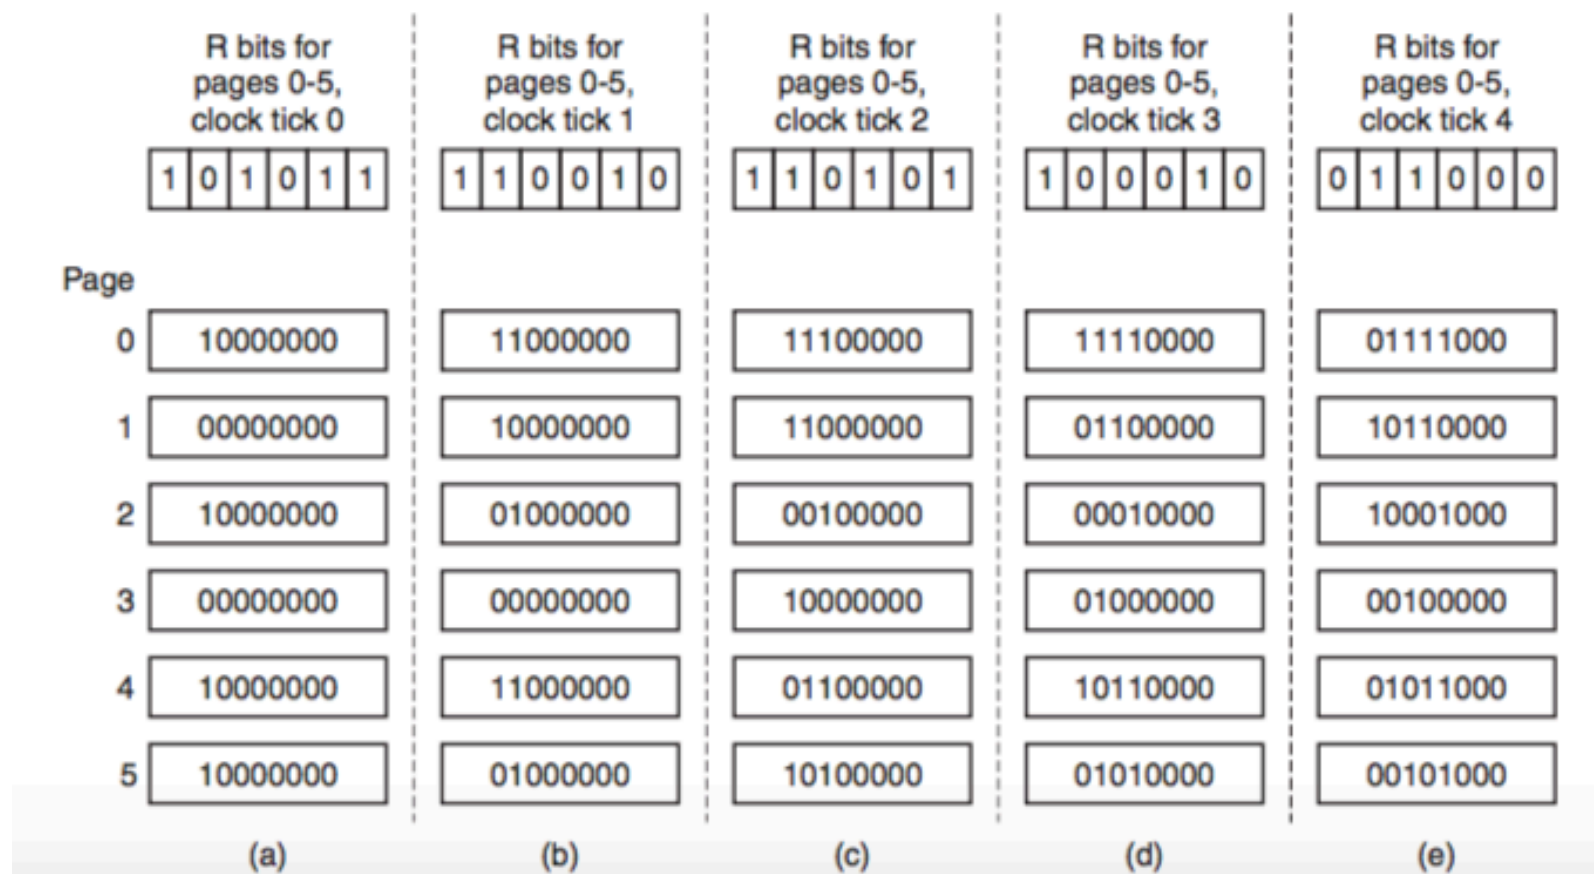 R bits for pages 0-5, clock tick 0
R bits for pages 0-5, clock tick 1
R bits for pages 0-5, clock tick 2
R bits for pages 0-5, clock tick 3
R bits for pages 0-5, clock tick 4
1 0 1 0 1 1
1 1 0 0 1 0
1 1 0 1 0 1
1 0 0 0 1 0
0 1 1 0 0 0
Page
0 10000000 11000000 11100000 11110000 01111000
1 00000000 10000000 11000000 01100000 10110000
2 10000000 01000000 00100000 00010000 10001000
3 00000000 00000000 10000000 01000000 00100000
4 10000000 11000000 01100000 10110000 01011000
5 10000000 01000000 10100000 01010000 00101000
(a) (b) (c) (d) (e)